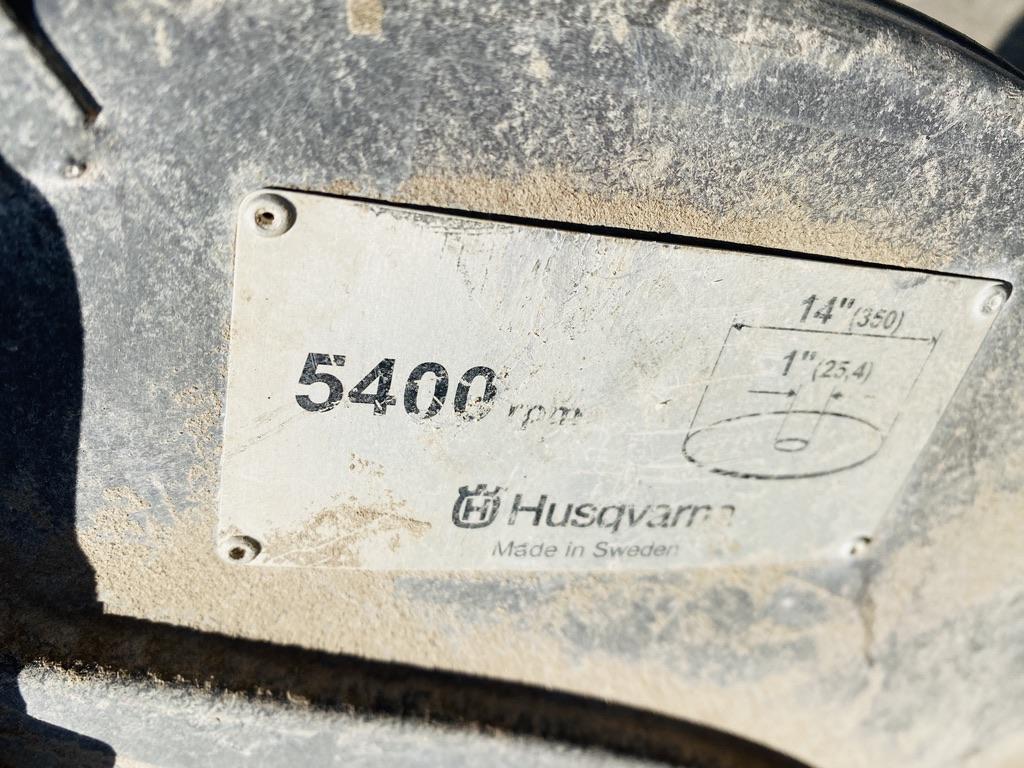 14" (350)
1" (25,4)
5400 rpm
Husqvarna
Made in Sweden